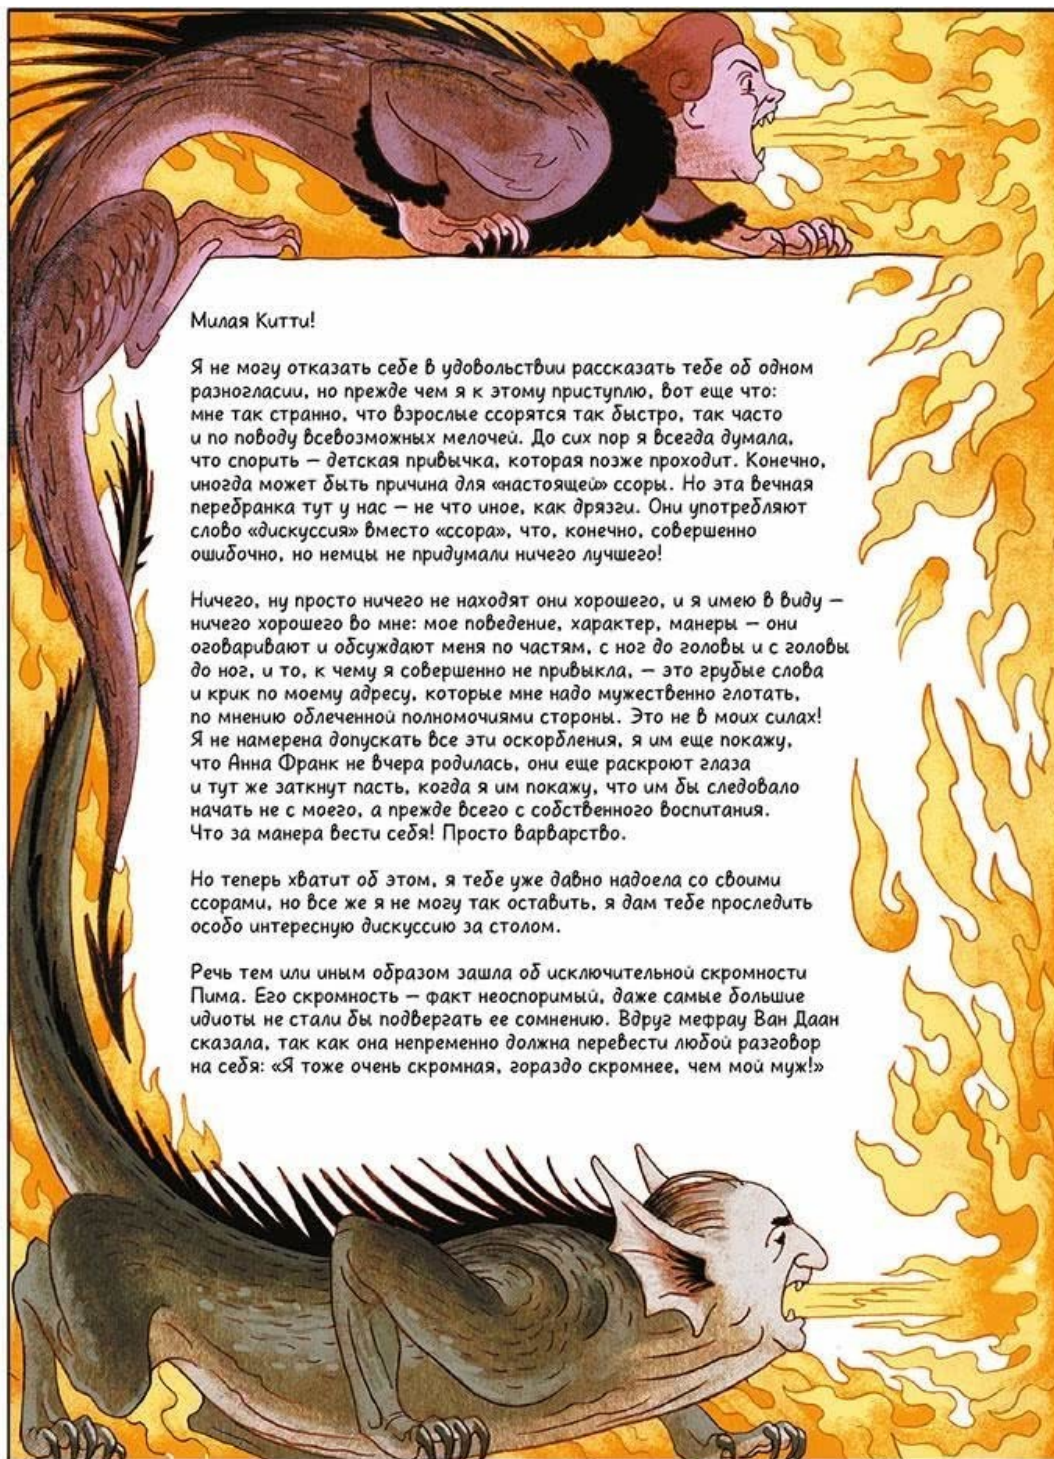 Милая Китти!
Я не могу отказать себе в удовольствии рассказать тебе об одном
разногласии, но прежде чем я к этому приступлю, вот еще что:
мне так странно, что взрослые ссорятся так быстро, так часто
и по поводу всевозможных мелочей. До сих пор я всегда думала,
что спорить — детская привычка, которая позже проходит. Конечно,
иногда может быть причина для «настоящей» ссоры. Но эта вечная
перебранка тут у нас — не что иное, как дрязги. Они употребляют
слово «дискуссия» вместо «ссора», что, конечно, совершенно
ошибочно, но немцы не придумали ничего лучшего!
Ничего, ну просто ничего не находят они хорошего, и я имею в виду —
ничего хорошего во мне: мое поведение, характер, манеры — они
оговаривают и обсуждают меня по частям, с ног до головы и с головы
до ног, и то, к чему я совершенно не привыкла, — это грубые слова
и крик по моему адресу, которые мне надо мужественно глотать,
по мнению облеченной полномочиями стороны. Это не в моих силах!
Я не намерена допускать все эти оскорбления, я им еще покажу,
что Анна Франк не вчера родилась, они еще раскроют глаза
и тут же заткнут пасть, когда я им покажу, что им бы следовало
начать не с моего, а прежде всего с собственного воспитания.
Что за манера вести себя! Просто варварство.
Но теперь хватит об этом, я тебе уже давно надоела со своими
ссорами, но все же я не могу так оставить, я дам тебе проследить
особо интересную дискуссию за столом.
Речь тем или иным образом зашла об исключительной скромности
Пима. Его скромность — факт неоспоримый, даже самые большие
идиоты не стали бы подвергать ее сомнению. Вдруг мефрау Ван Даан
сказала, так как она непременно должна перевести любой разговор
на себя: «Я тоже очень скромная, гораздо скромнее, чем мой муж!»